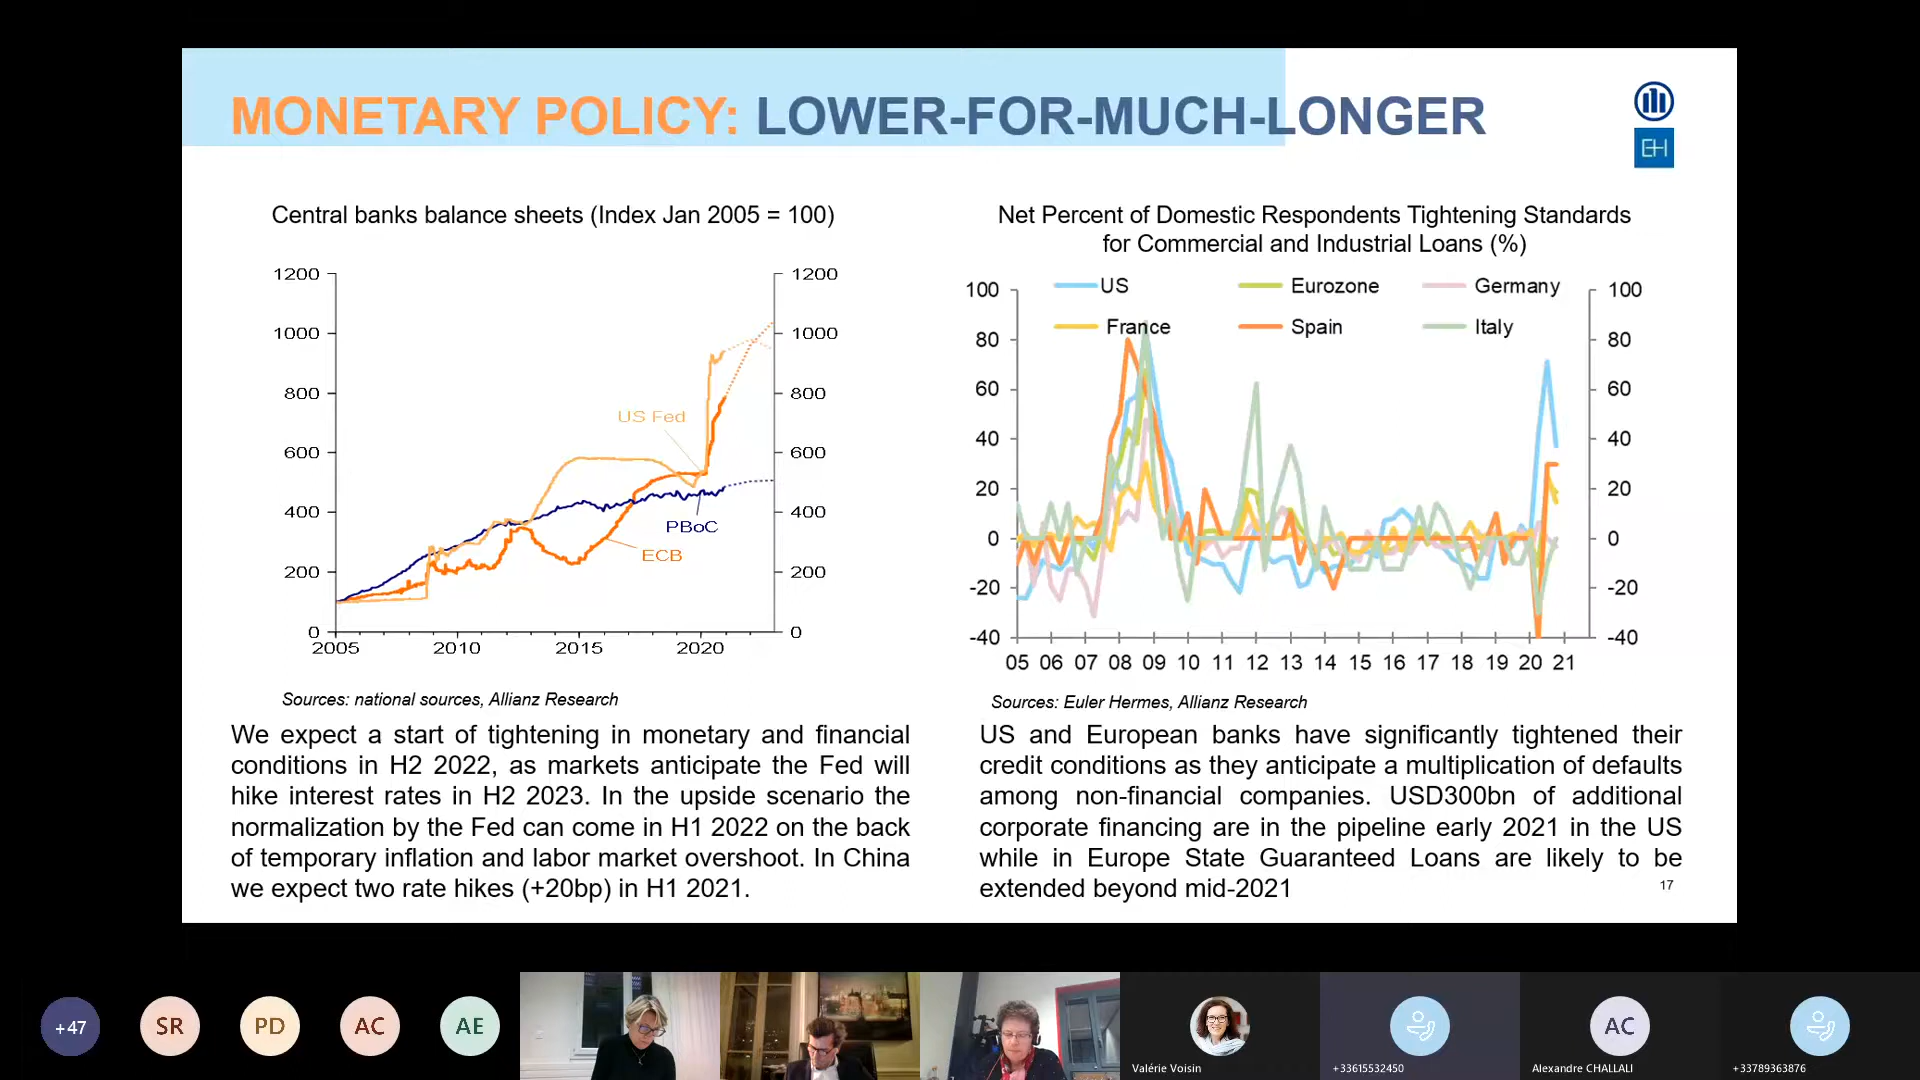 MONETARY POLICY: LOWER-FOR-MUCH-LONGER
EH
Central banks balance sheets (Index Jan 2005 = 100)
1200
1000
800
600
400
200
0
1200
1000
800
600
400
200
0
US Fed
PBoC
ECB
2005 2010 2015 2020
Sources: national sources, Allianz Research
We expect a start of tightening in monetary and financial
conditions in H2 2022, as markets anticipate the Fed will
hike interest rates in H2 2023. In the upside scenario the
normalization by the Fed can come in H1 2022 on the back
of temporary inflation and labor market overshoot. In China
we expect two rate hikes (+20bp) in H1 2021.
Net Percent of Domestic Respondents Tightening Standards
for Commercial and Industrial Loans (%)
US Eurozone Germany
France Spain Italy
100
80
60
40
20
0
-20
-40
100
80
60
40
20
0
-20
-40
05 06 07 08 09 10 11 12 13 14 15 16 17 18 19 20 21
Sources: Euler Hermes, Allianz Research
US and European banks have significantly tightened their
credit conditions as they anticipate a multiplication of defaults
among non-financial companies. USD300bn of additional
corporate financing are in the pipeline early 2021 in the US
while in Europe State Guaranteed Loans are likely to be
extended beyond mid-2021
17
+47 SR PD AC AE AC
Valérie Voisin +33615532450 Alexandre CHALLALI +33789363876